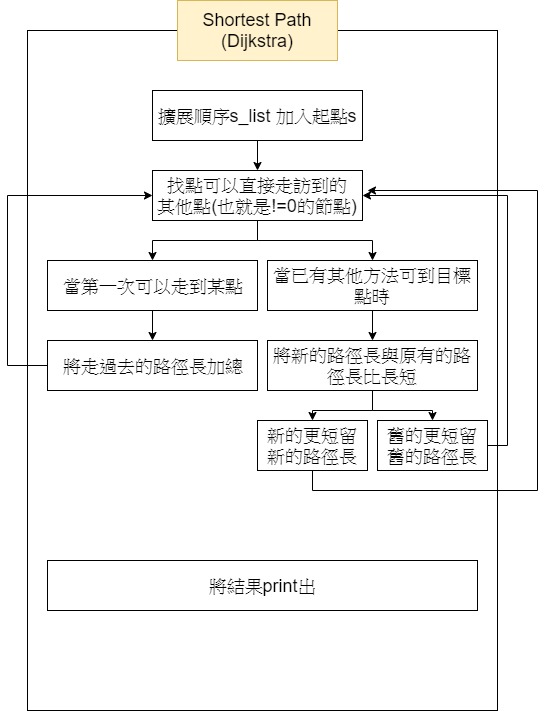 Shortest Path
(Dijkstra)
擴展順序s_list 加入起點s
找點可以直接走訪到的
其他點(也就是!=0的節點)
當第一次可以走到某點
當已有其他方法可到目標
點時
將走過去的路徑長加總
將新的路徑長與原有的路
徑長比長短
新的更短留
新的路徑長
舊的更短留
舊的路徑長
將結果print出